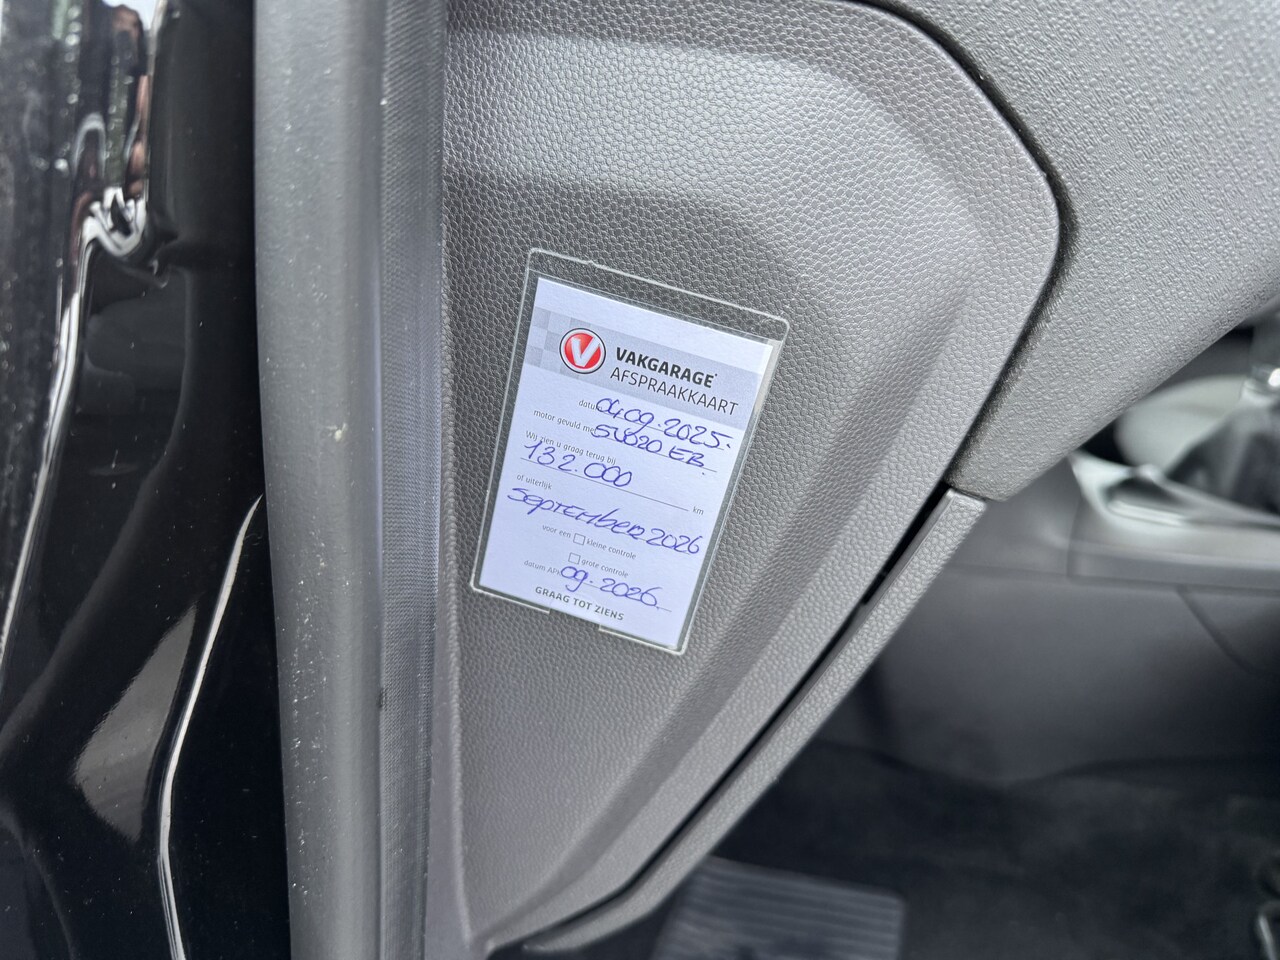 V
VAKGARAGE
AFSPRAAKKAART
datum 04.09.2025.
motor gevuld met 5W020 EB.
Wij zien u graag terug bij
132.000 km
of uiterlijk
SEPTEMBER 2026
voor een kleine controle
grote controle
datum APK 09.2026.
GRAAG TOT ZIENS